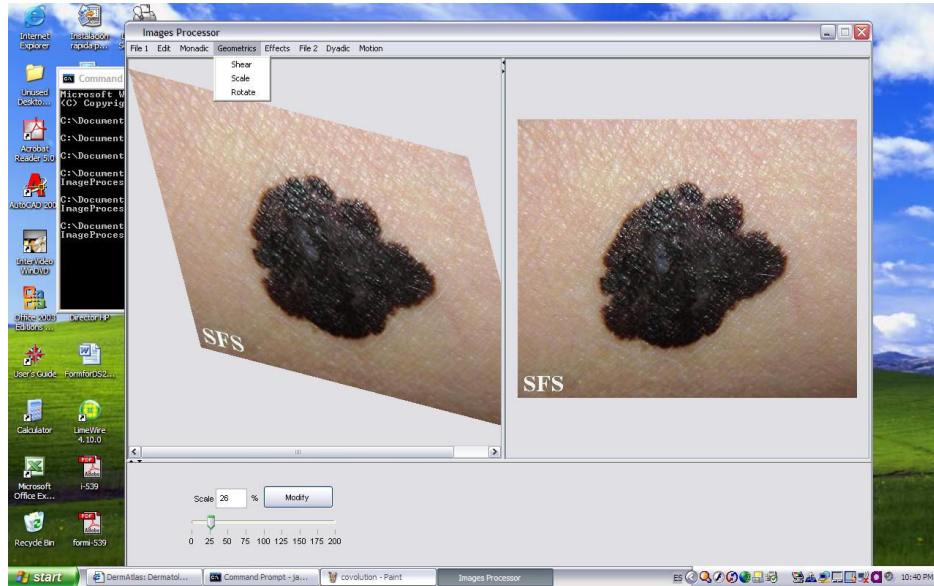 Images Processor
File 1 Edit Monadic Geometrics Effects File 2 Dyadic Motion
Shear
Scale
Rotate
Internet
Explorer
Instalación
rápida p...
Unused
Deskto...
Command
Microsoft W
(C) Copyrig
C:\Document
C:\Document
C:\Document
C:\Document
ImageProces
C:\Document
ImageProces
C:\Document
ImageProces
Acrobat
Reader 5.0
AutoCAD 200
InterVideo
WinDVD
Office 2003
Editions ...
Director HP
User's Guide
FormforDS2...
Calculator
LimeWire
4.10.0
Microsoft
Office Ex...
i-539
Recycle Bin
formi-539
SFS
SFS
Scale 26 % Modify
0 25 50 75 100 125 150 175 200
start
DermAtlas: Dermatol...
Command Prompt - ja...
covolution - Paint
Images Processor
ES
10:40 PM